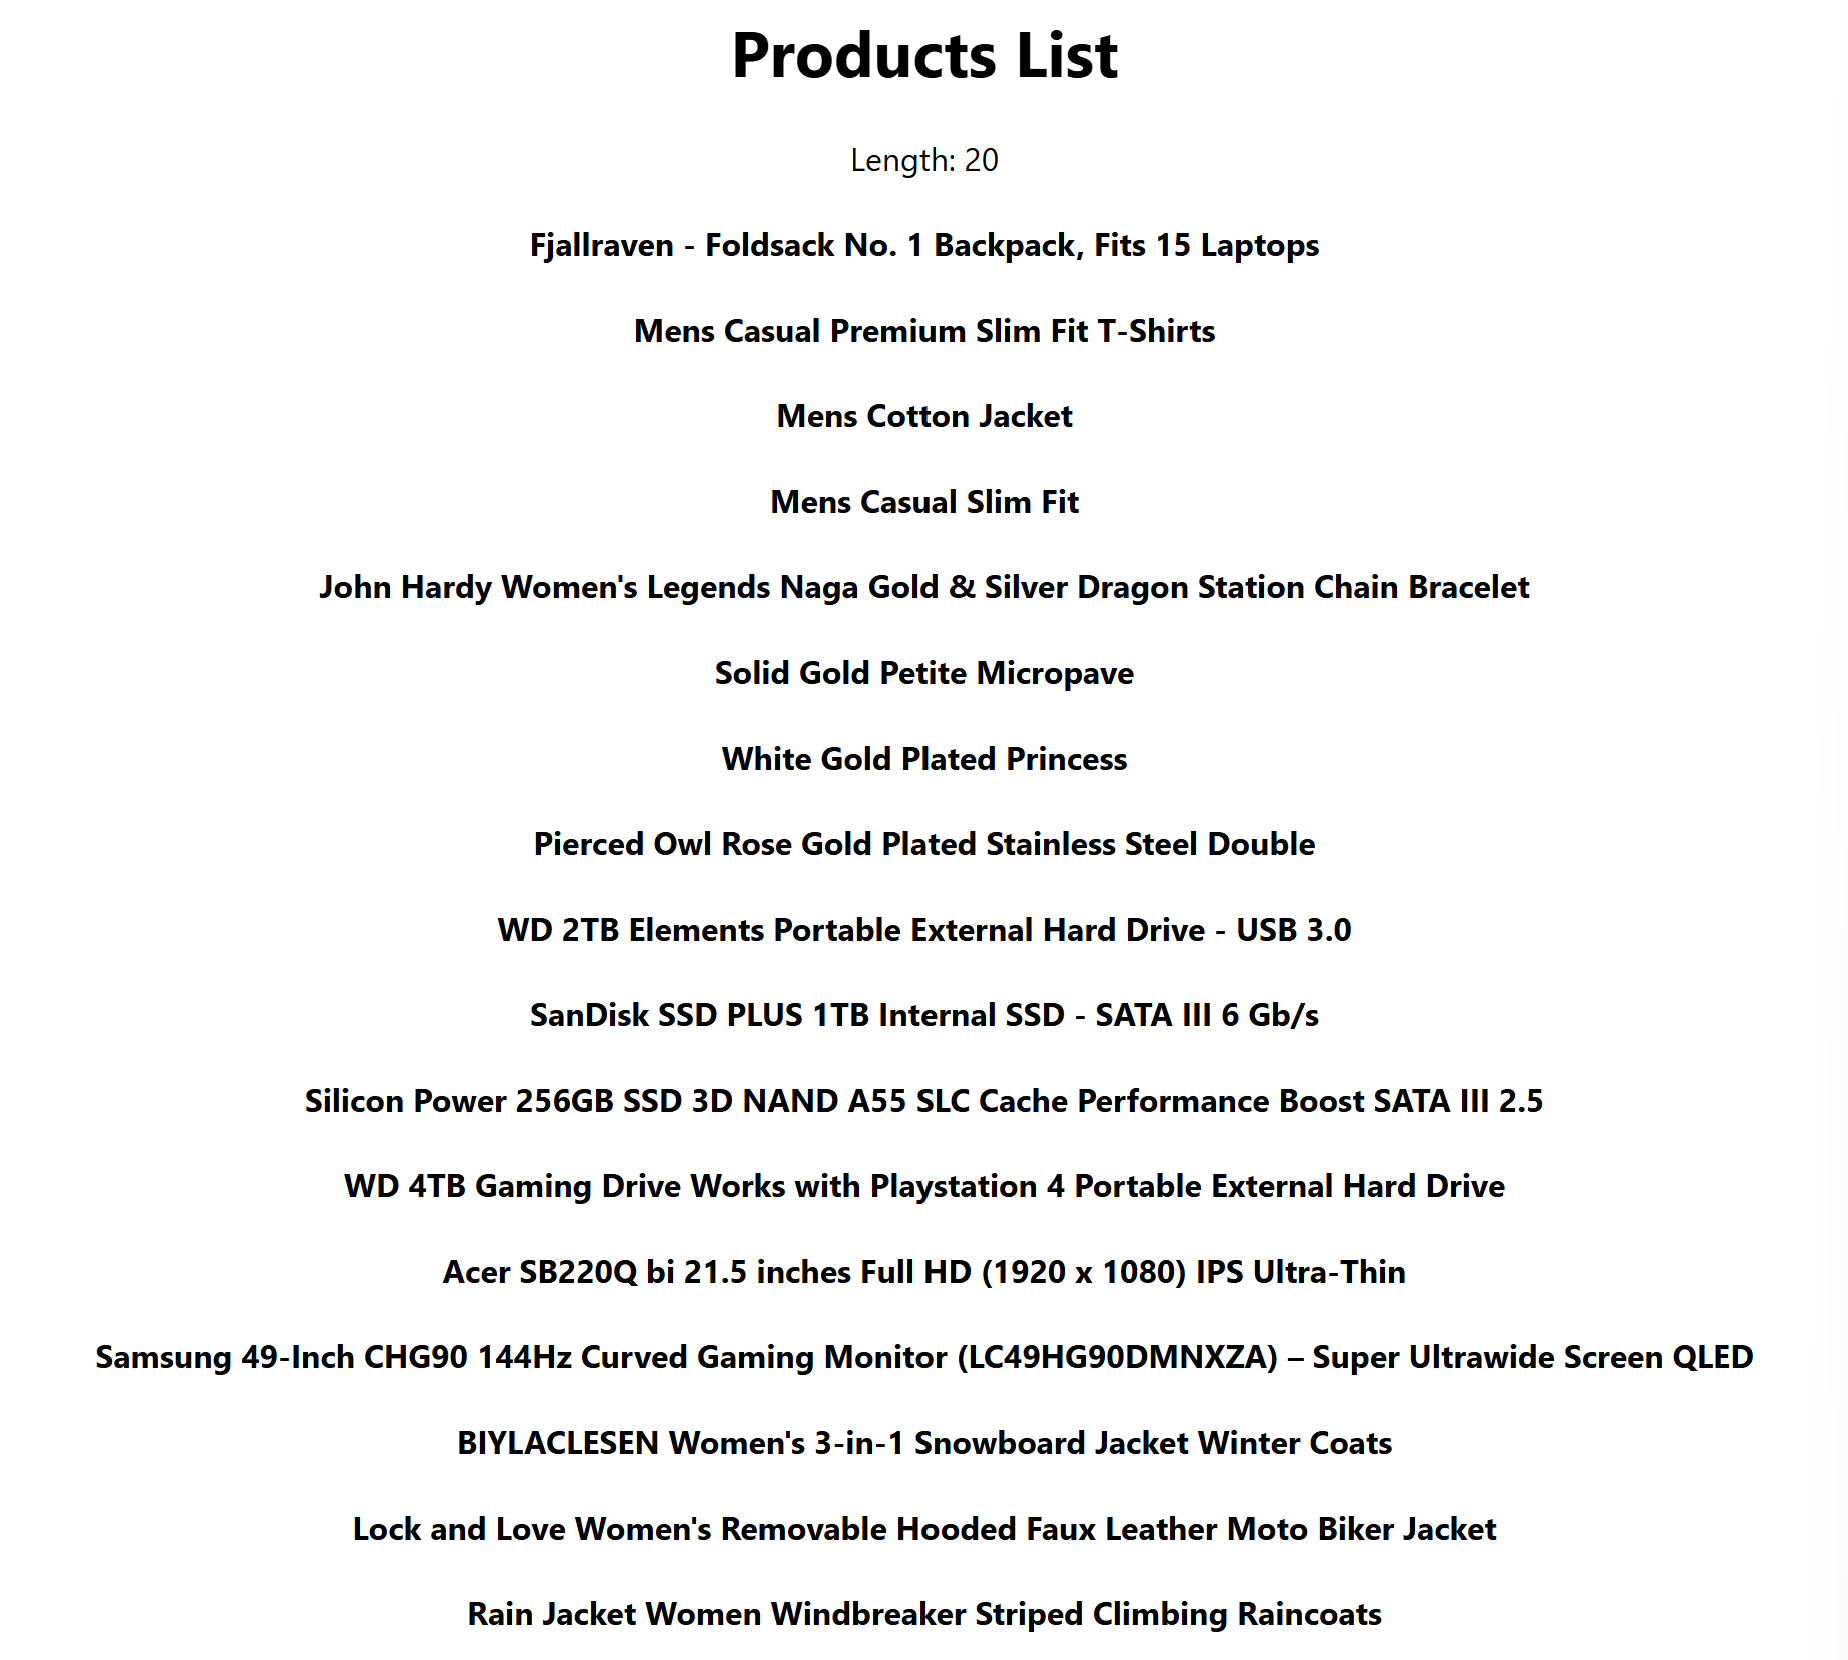 Products List
Length: 20
Fjallraven - Foldsack No. 1 Backpack, Fits 15 Laptops
Mens Casual Premium Slim Fit T-Shirts
Mens Cotton Jacket
Mens Casual Slim Fit
John Hardy Women's Legends Naga Gold & Silver Dragon Station Chain Bracelet
Solid Gold Petite Micropave
White Gold Plated Princess
Pierced Owl Rose Gold Plated Stainless Steel Double
WD 2TB Elements Portable External Hard Drive - USB 3.0
SanDisk SSD PLUS 1TB Internal SSD - SATA III 6 Gb/s
Silicon Power 256GB SSD 3D NAND A55 SLC Cache Performance Boost SATA III 2.5
WD 4TB Gaming Drive Works with Playstation 4 Portable External Hard Drive
Acer SB220Q bi 21.5 inches Full HD (1920 x 1080) IPS Ultra-Thin
Samsung 49-Inch CHG90 144Hz Curved Gaming Monitor (LC49HG90DMNXZA) – Super Ultrawide Screen QLED
BIYLACLESEN Women's 3-in-1 Snowboard Jacket Winter Coats
Lock and Love Women's Removable Hooded Faux Leather Moto Biker Jacket
Rain Jacket Women Windbreaker Striped Climbing Raincoats